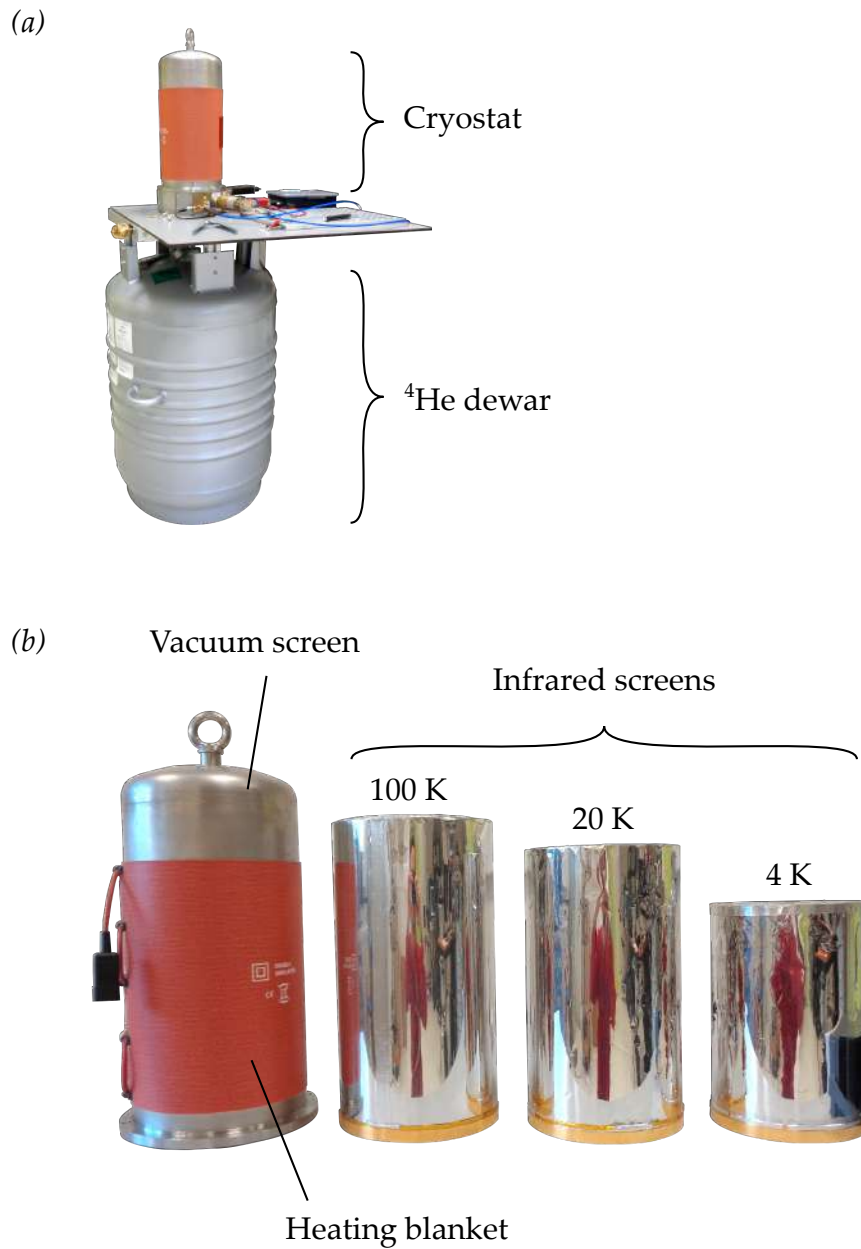 (a)
Cryostat
⁴He dewar
(b)
Vacuum screen
Infrared screens
100 K
20 K
4 K
Heating blanket